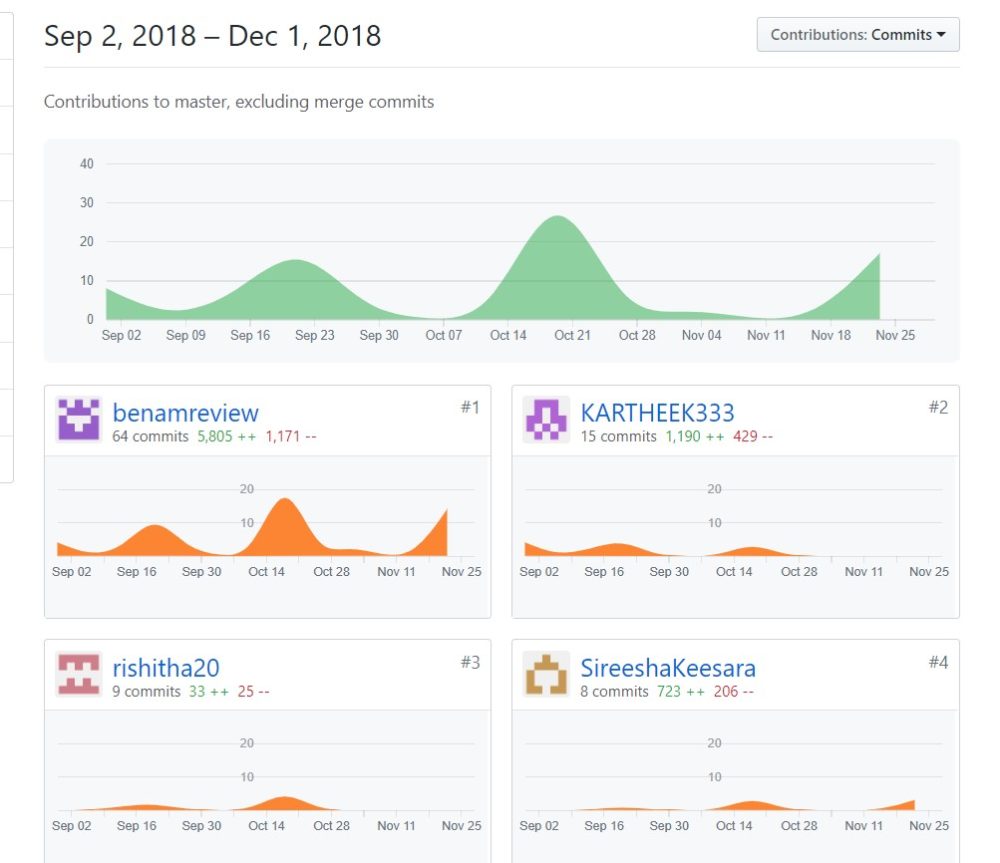 Sep 2, 2018 – Dec 1, 2018
Contributions: Commits
Contributions to master, excluding merge commits
40
30
20
10
0
Sep 02 Sep 09 Sep 16 Sep 23 Sep 30 Oct 07 Oct 14 Oct 21 Oct 28 Nov 04 Nov 11 Nov 18 Nov 25
benamreview #1
64 commits 5,805 ++ 1,171 --
20
10
Sep 02 Sep 16 Sep 30 Oct 14 Oct 28 Nov 11 Nov 25
KARTHEEK333 #2
15 commits 1,190 ++ 429 --
20
10
Sep 02 Sep 16 Sep 30 Oct 14 Oct 28 Nov 11 Nov 25
rishitha20 #3
9 commits 33 ++ 25 --
20
10
Sep 02 Sep 16 Sep 30 Oct 14 Oct 28 Nov 11 Nov 25
SireeshaKeesara #4
8 commits 723 ++ 206 --
20
10
Sep 02 Sep 16 Sep 30 Oct 14 Oct 28 Nov 11 Nov 25